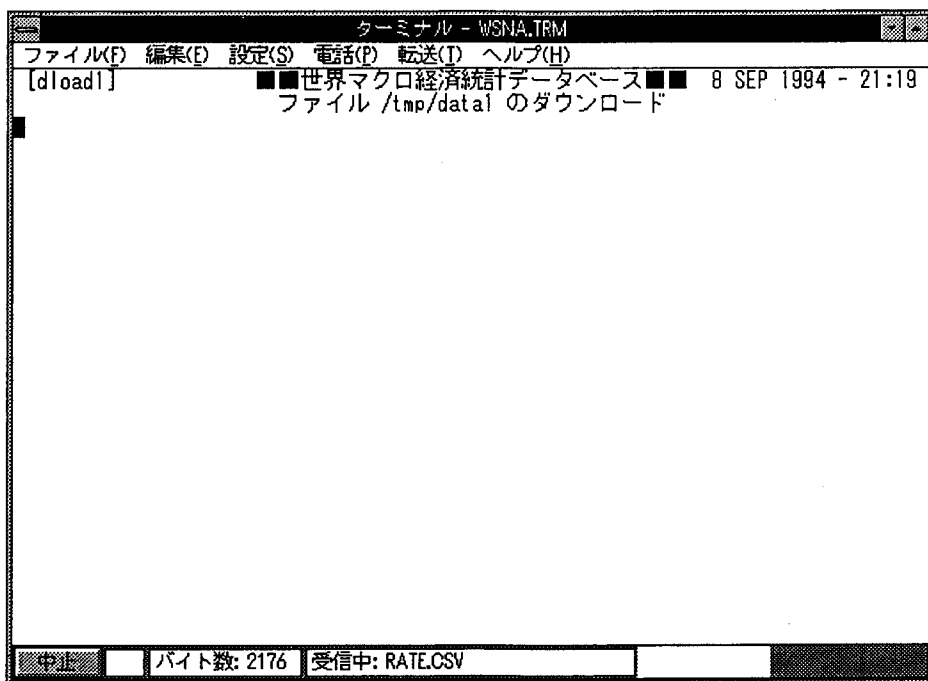 ターミナル - WSNA.TRM
ファイル(F) 編集(E) 設定(S) 電話(P) 転送(T) ヘルプ(H)
[dload1] ■■世界マクロ経済統計データベース■■ 8 SEP 1994 - 21:19
ファイル /tmp/data1 のダウンロード
中止 バイト数: 2176 受信中: RATE.CSV